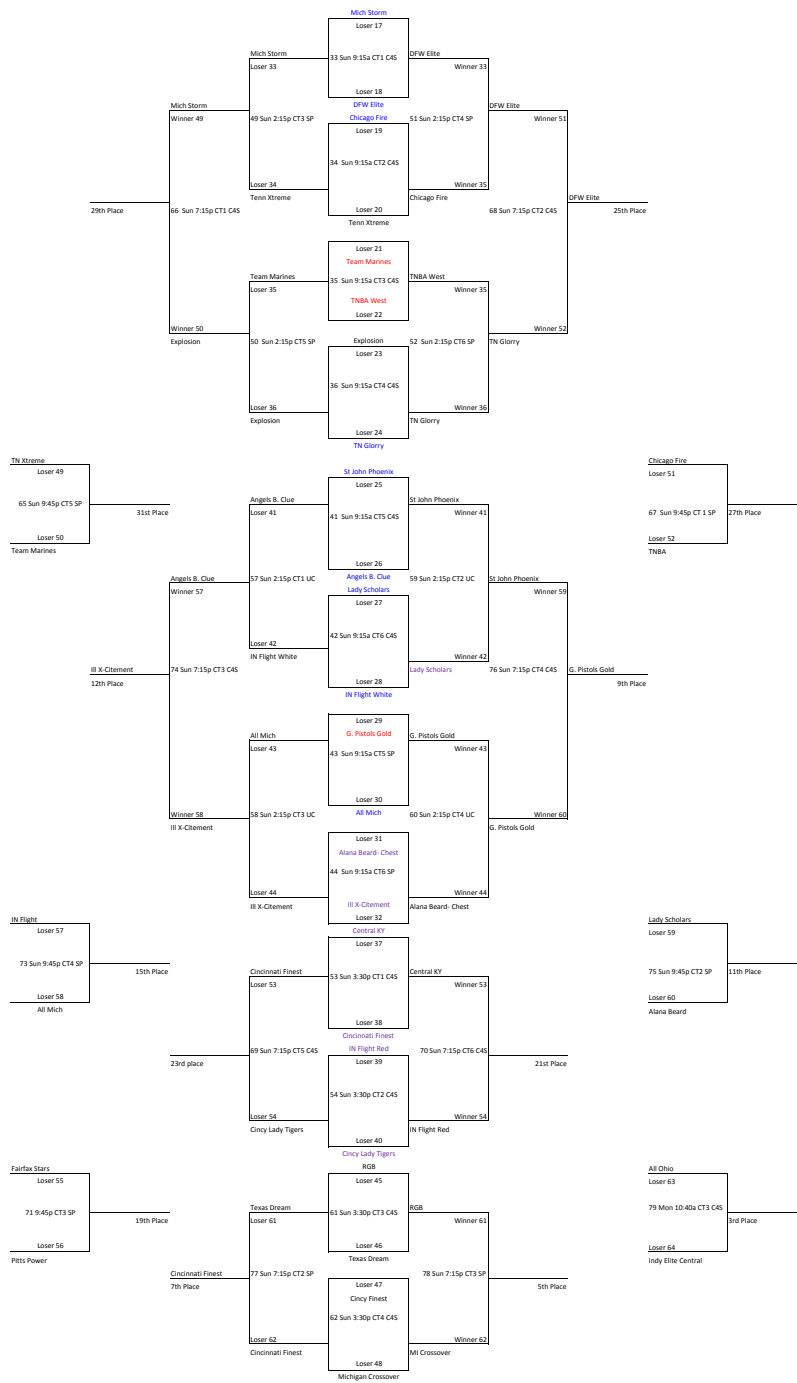 Mich Storm
Loser 17
Mich Storm
DFW Elite
Loser 33
33 Sun 9:15a CT1 C4S
Winner 33
Loser 18
Mich Storm
DFW Elite
DFW Elite
Winner 49
49 Sun 2:15p CT3 SP
Chicago Fire
51 Sun 2:15p CT4 SP
Winner 51
Loser 19
34 Sun 9:15a CT2 C4S
Loser 34
Winner 35
Tenn Xtreme
Chicago Fire
DFW Elite
29th Place
66 Sun 7:15p CT1 C4S
Loser 20
68 Sun 7:15p CT2 C4S
25th Place
Tenn Xtreme
Loser 21
Team Marines
Team Marines
TNBA West
35 Sun 9:15a CT3 C4S
Loser 35
Winner 35
TNBA West
Loser 22
Winner 50
Winner 52
Explosion
50 Sun 2:15p CT5 SP
Explosion
52 Sun 2:15p CT6 SP
TN Glorry
Loser 23
36 Sun 9:15a CT4 C4S
Loser 36
Winner 36
Explosion
TN Glorry
Loser 24
TN Glorry
TN Xtreme
Chicago Fire
Loser 49
St John Phoenix
Loser 51
Loser 25
Angels B. Clue
St John Phoenix
65 Sun 9:45p CT5 SP
31st Place
Loser 41
41 Sun 9:15a CT5 C4S
Winner 41
67 Sun 9:45p CT 1 SP
27th Place
Loser 50
Loser 52
Team Marines
TNBA
Loser 26
Angels B. Clue
57 Sun 2:15p CT1 UC
Angels B. Clue
59 Sun 2:15p CT2 UC
St John Phoenix
Winner 57
Lady Scholars
Winner 59
Loser 27
42 Sun 9:15a CT6 C4S
Loser 42
IN Flight White
Winner 42
Ill X-Citement
74 Sun 7:15p CT3 C4S
Lady Scholars
76 Sun 7:15p CT4 C4S
G. Pistols Gold
12th Place
Loser 28
9th Place
IN Flight White
Loser 29
All Mich
G. Pistols Gold
G. Pistols Gold
Loser 43
43 Sun 9:15a CT5 SP
Winner 43
Loser 30
Winner 58
58 Sun 2:15p CT3 UC
All Mich
60 Sun 2:15p CT4 UC
Winner 60
Ill X-Citement
G. Pistols Gold
Loser 31
Alana Beard- Chest
44 Sun 9:15a CT6 SP
Loser 44
Winner 44
Ill X-Citement
Ill X-Citement
Alana Beard- Chest
IN Flight
Loser 32
Lady Scholars
Loser 57
Central KY
Loser 59
Loser 37
73 Sun 9:45p CT4 SP
15th Place
Cincinnati Finest
53 Sun 3:30p CT1 C4S
Central KY
75 Sun 9:45p CT2 SP
11th Place
Loser 53
Winner 53
Loser 58
Loser 60
All Mich
Alana Beard
Loser 38
Cincinnati Finest
69 Sun 7:15p CT5 C4S
IN Flight Red
70 Sun 7:15p CT6 C4S
23rd place
Loser 39
21st Place
54 Sun 3:30p CT2 C4S
Loser 54
Winner 54
Cincy Lady Tigers
IN Flight Red
Loser 40
Cincy Lady Tigers
Fairfax Stars
RGB
All Ohio
Loser 55
Loser 45
Loser 63
Texas Dream
RGB
79 Mon 10:40a CT3 C4S
71 9:45p CT3 SP
19th Place
Loser 61
61 Sun 3:30p CT3 C4S
Winner 61
3rd Place
Loser 56
Loser 46
Loser 64
Pitts Power
Texas Dream
Indy Elite Central
Cincinnati Finest
77 Sun 7:15p CT2 SP
78 Sun 7:15p CT3 SP
7th Place
Loser 47
5th Place
Cincy Finest
62 Sun 3:30p CT4 C4S
Loser 62
Winner 62
Cincinnati Finest
MI Crossover
Loser 48
Michigan Crossover